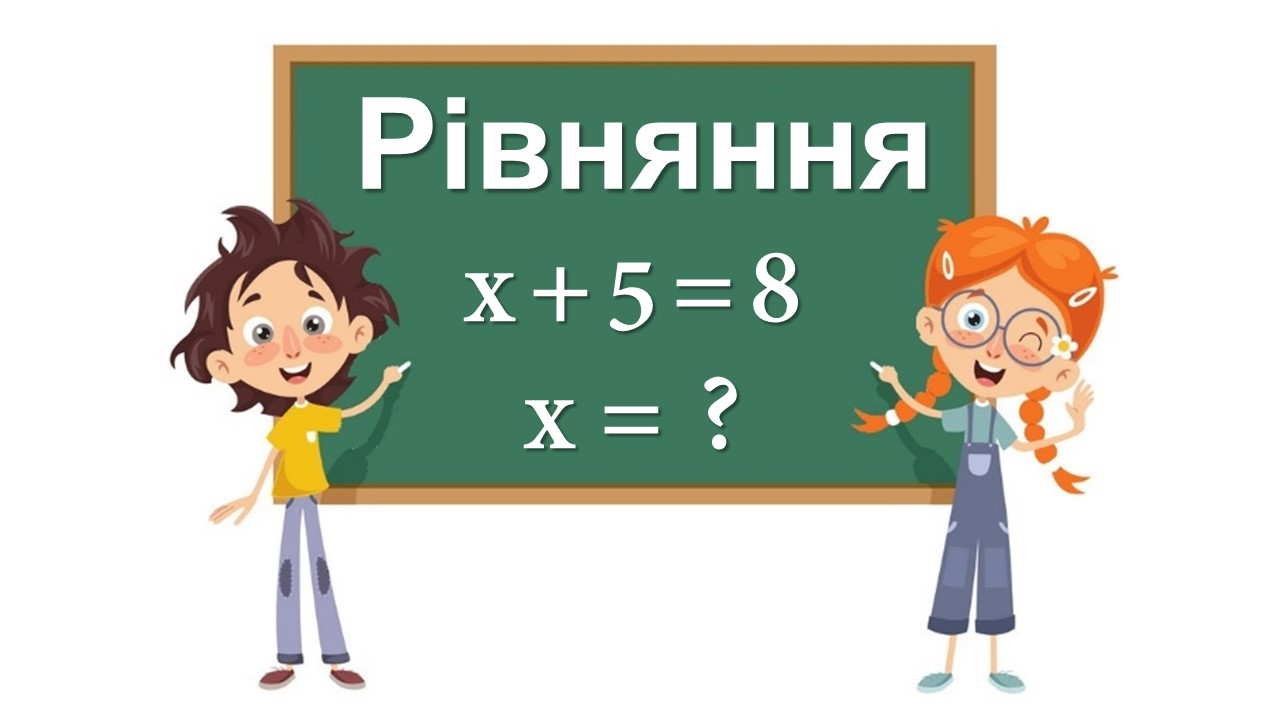 Рівняння
x + 5 = 8
x = ?